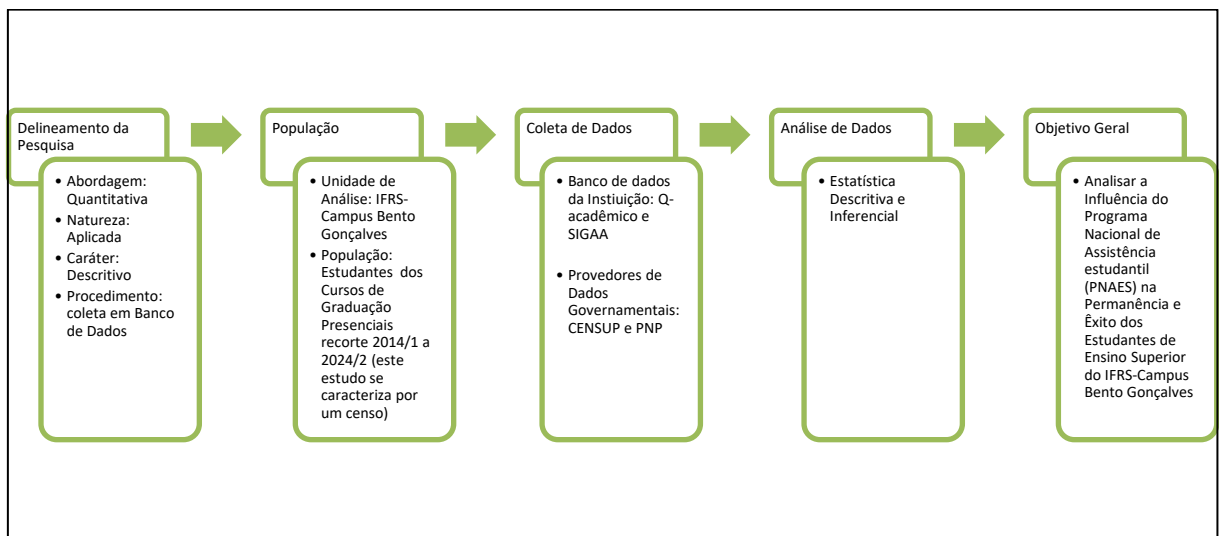 Delineamento da
Pesquisa
• Abordagem:
Quantitativa
• Natureza:
Aplicada
• Caráter:
Descritivo
• Procedimento:
coleta em Banco
de Dados
População
• Unidade de
Análise: IFRS-
Campus Bento
Gonçalves
• População:
Estudantes dos
Cursos de
Graduação
Presenciais
recorte 2014/1 a
2024/2 (este
estudo se
caracteriza por
um censo)
Coleta de Dados
• Banco de dados
da Instiuição: Q-
acadêmico e
SIGAA
• Provedores de
Dados
Governamentais:
CENSUP e PNP
Análise de Dados
• Estatística
Descritiva e
Inferencial
Objetivo Geral
• Analisar a
Influência do
Programa
Nacional de
Assistência
estudantil
(PNAES) na
Permanência e
Êxito dos
Estudantes de
Ensino Superior
do IFRS-Campus
Bento Gonçalves